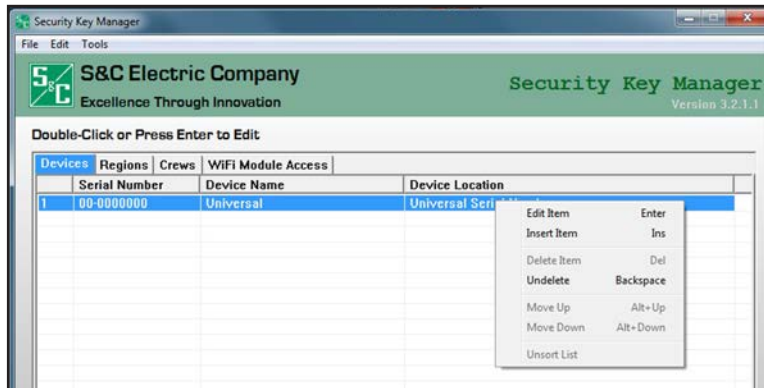 Security Key Manager
File Edit Tools
S&C
S&C Electric Company
Excellence Through Innovation
Security Key Manager
Version 3.2.1.1
Double-Click or Press Enter to Edit
Devices Regions Crews WiFi Module Access
Serial Number Device Name Device Location
1 00-0000000 Universal Universal Seri
Edit Item Enter
Insert Item Ins
Delete Item Del
Undelete Backspace
Move Up Alt+Up
Move Down Alt+Down
Unsort List